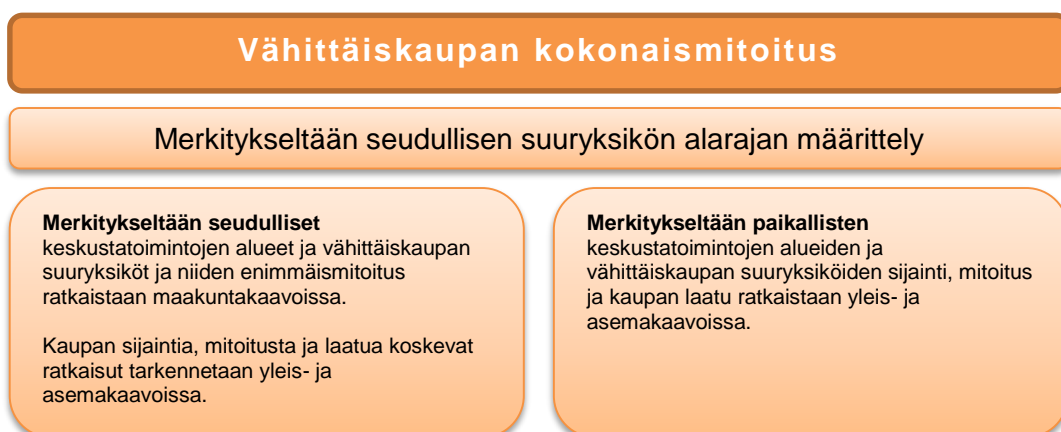 Vähittäiskaupan kokonaismitoitus
Merkitykseltään seudullisen suuryksikön alarajan määrittely
Merkitykseltään seudulliset
keskustatoimintojen alueet ja vähittäiskaupan
suuryksiköt ja niiden enimmäismitoitus
ratkaistaan maakuntakaavoissa.
Kaupan sijaintia, mitoitusta ja laatua koskevat
ratkaisut tarkennetaan yleis- ja
asemakaavoissa.
Merkitykseltään paikallisten
keskustatoimintojen alueiden ja
vähittäiskaupan suuryksiköiden sijainti, mitoitus
ja kaupan laatu ratkaistaan yleis- ja
asemakaavoissa.